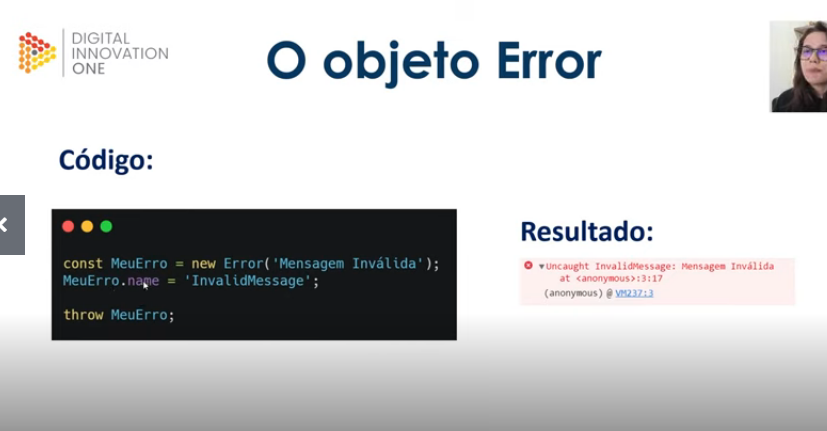 DIGITAL
INNOVATION
ONE
O objeto Error
Código:
const MeuErro = new Error('Mensagem Inválida');
MeuErro.name = 'InvalidMessage';
throw MeuErro;
Resultado:
Uncaught InvalidMessage: Mensagem Inválida
at <anonymous>:3:17
(anonymous) @ VM237:3